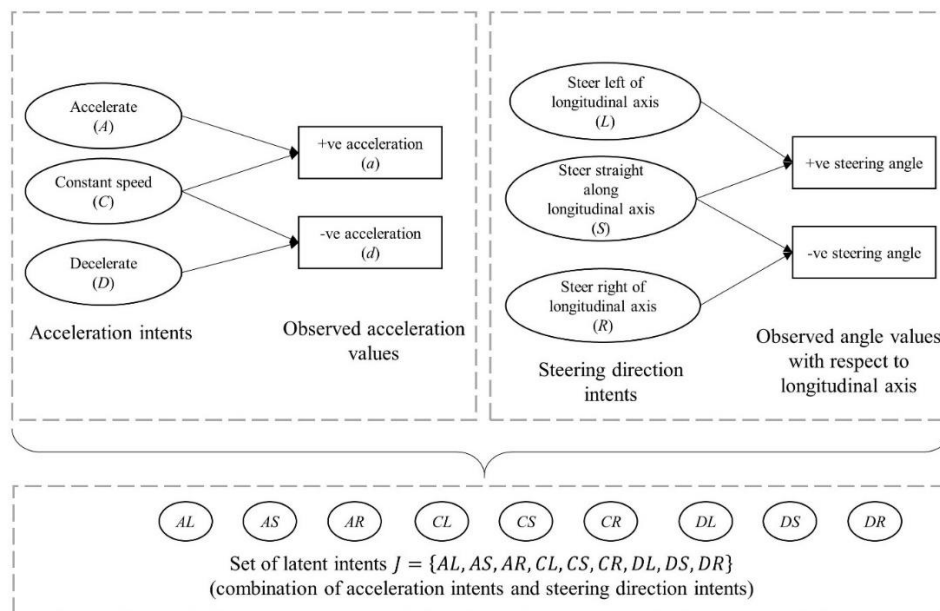 Accelerate
(A)
Constant speed
(C)
Decelerate
(D)
Acceleration intents
+ve acceleration
(a)
-ve acceleration
(d)
Observed acceleration
values
Steer left of
longitudinal axis
(L)
Steer straight
along
longitudinal axis
(S)
Steer right of
longitudinal axis
(R)
Steering direction
intents
+ve steering angle
-ve steering angle
Observed angle values
with respect to
longitudinal axis
AL
AS
AR
CL
CS
CR
DL
DS
DR
Set of latent intents J = {AL, AS, AR, CL, CS, CR, DL, DS, DR}
(combination of acceleration intents and steering direction intents)